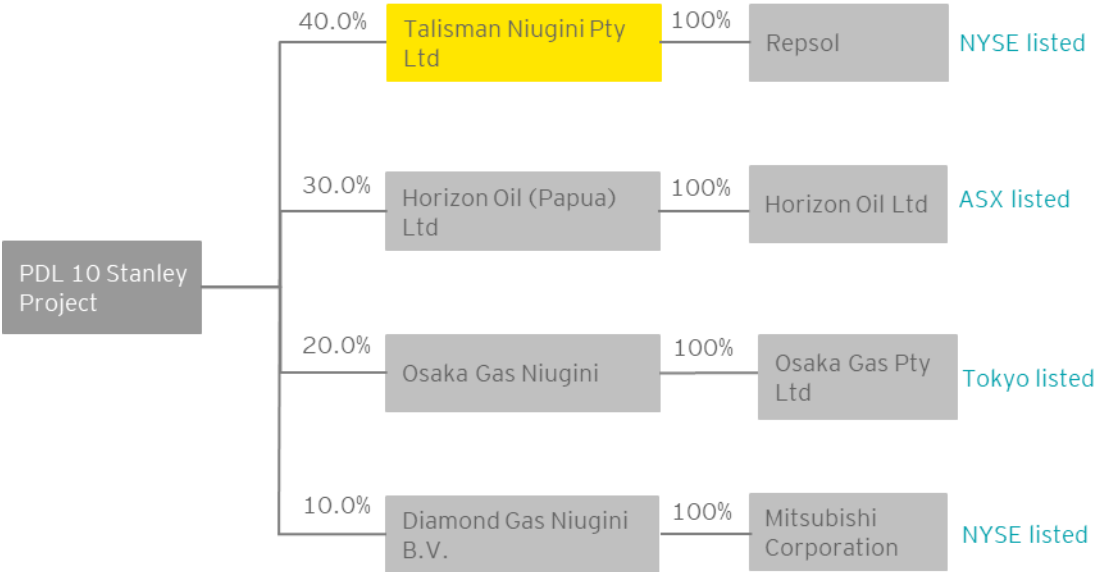 40.0%
Talisman Niugini Pty
Ltd
100%
Repsol
NYSE listed
30.0%
Horizon Oil (Papua)
Ltd
100%
Horizon Oil Ltd
ASX listed
PDL 10 Stanley
Project
20.0%
Osaka Gas Niugini
100%
Osaka Gas Pty
Ltd
Tokyo listed
10.0%
Diamond Gas Niugini
B.V.
100%
Mitsubishi
Corporation
NYSE listed